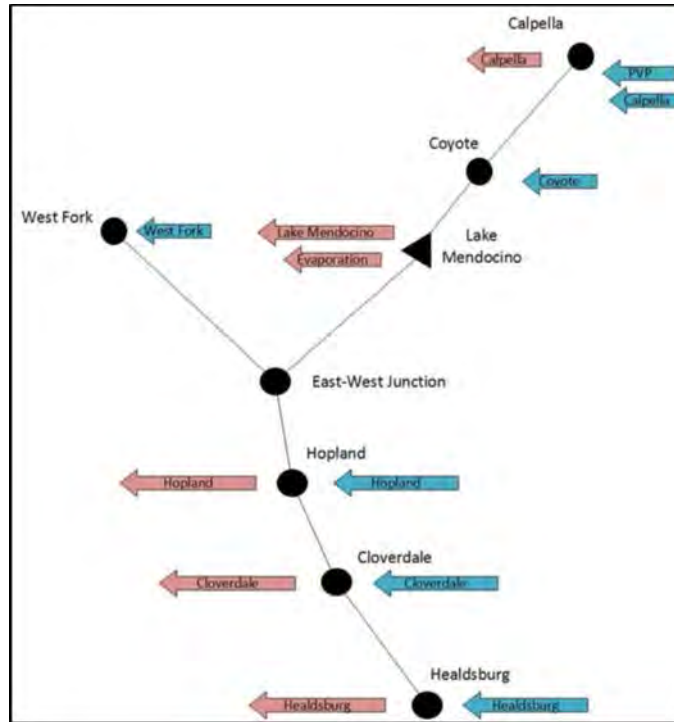 Calpella
Calpella
PVP
Calpella
Coyote
Coyote
West Fork
West Fork
Lake Mendocino
Evaporation
Lake
Mendocino
East-West Junction
Hopland
Hopland
Hopland
Cloverdale
Cloverdale
Cloverdale
Healdsburg
Healdsburg
Healdsburg